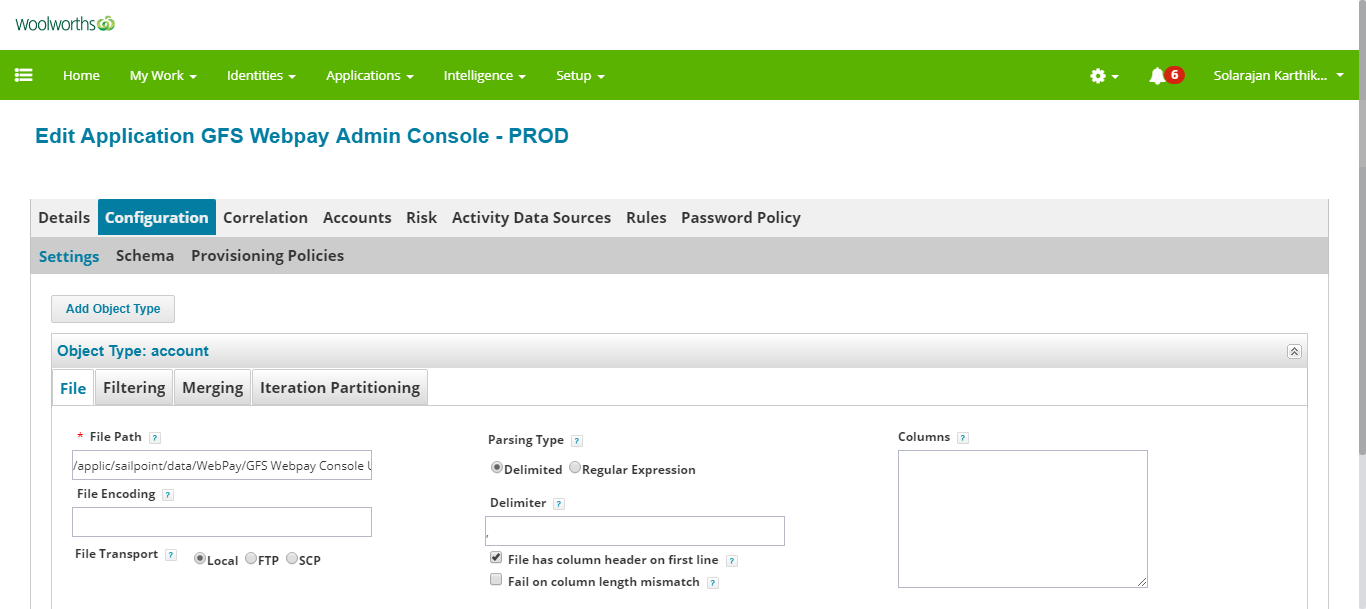 woolworths
Home My Work Identities Applications Intelligence Setup 6 Solarajan Karthik...
Edit Application GFS Webpay Admin Console - PROD
Details Configuration Correlation Accounts Risk Activity Data Sources Rules Password Policy
Settings Schema Provisioning Policies
Add Object Type
Object Type: account
File Filtering Merging Iteration Partitioning
* File Path ?
/applic/sailpoint/data/WebPay/GFS Webpay Console U
File Encoding ?
File Transport ? Local FTP SCP
Parsing Type ?
Delimited Regular Expression
Delimiter ?
,
File has column header on first line ?
Fail on column length mismatch ?
Columns ?